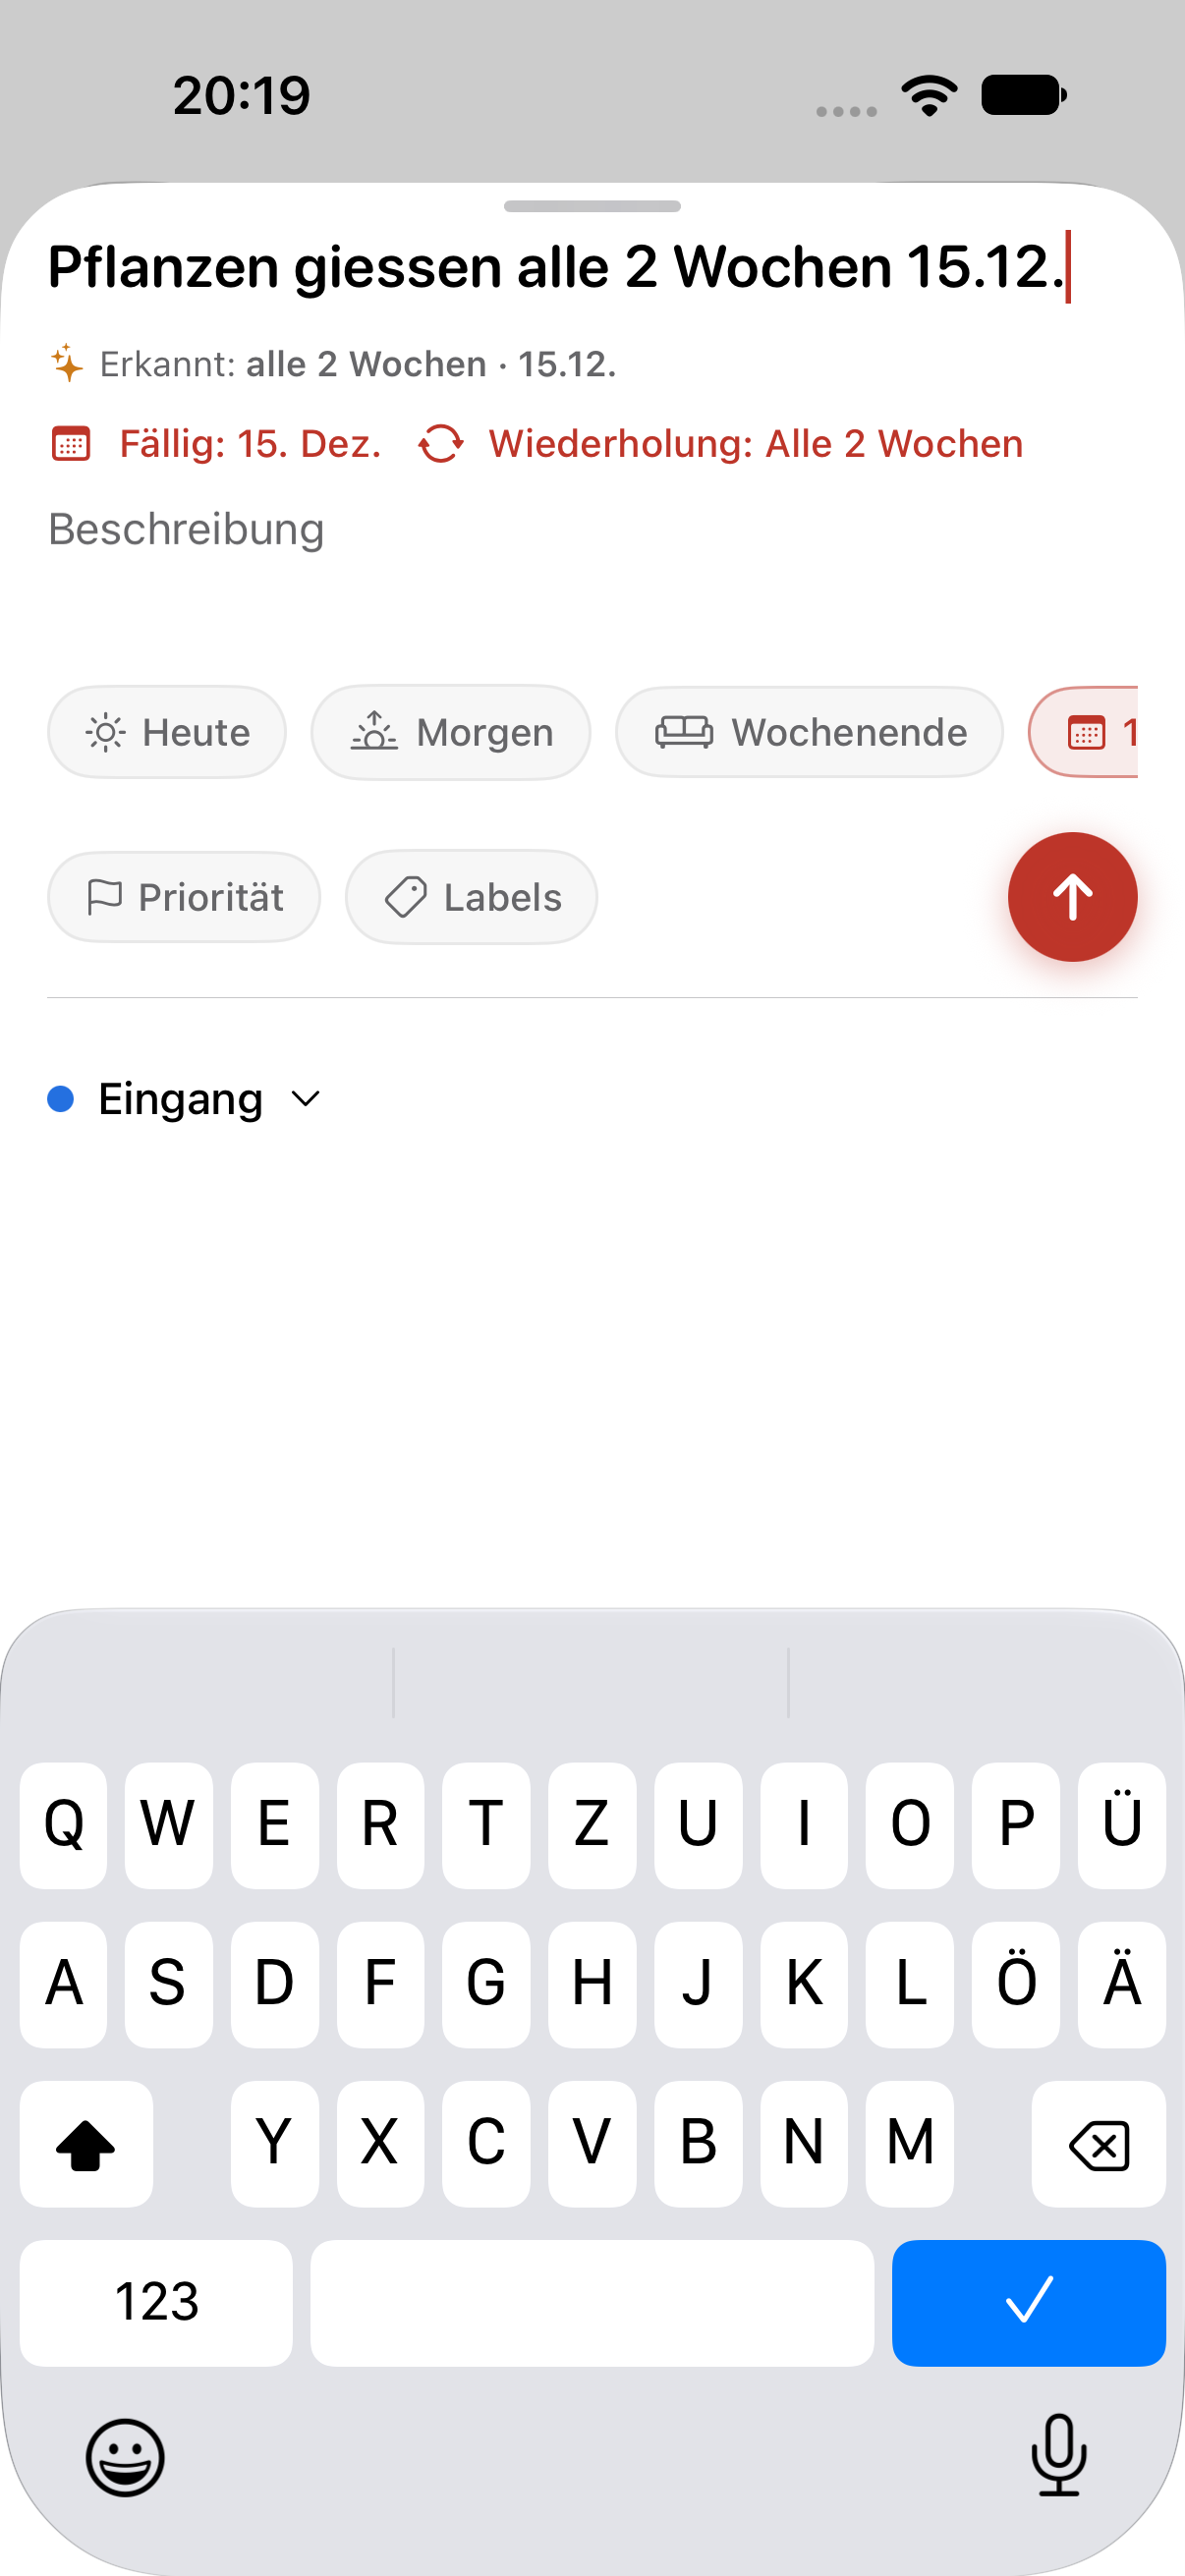 20:19
Pflanzen giessen alle 2 Wochen 15.12.
Erkannt: alle 2 Wochen · 15.12.
Fällig: 15. Dez. Wiederholung: Alle 2 Wochen
Beschreibung
Heute Morgen Wochenende 1
Priorität Labels
Eingang
Q W E R T Z U I O P Ü
A S D F G H J K L Ö Ä
Y X C V B N M
123